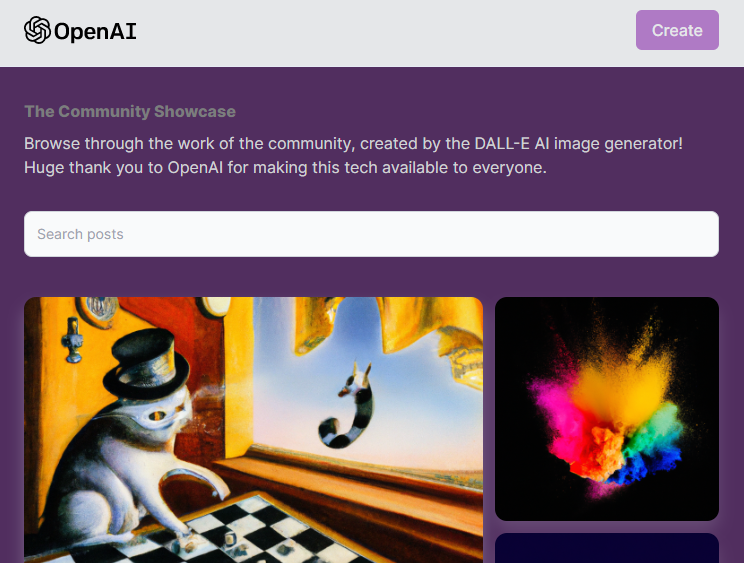 OpenAI
Create
The Community Showcase
Browse through the work of the community, created by the DALL-E AI image generator!
Huge thank you to OpenAI for making this tech available to everyone.
Search posts